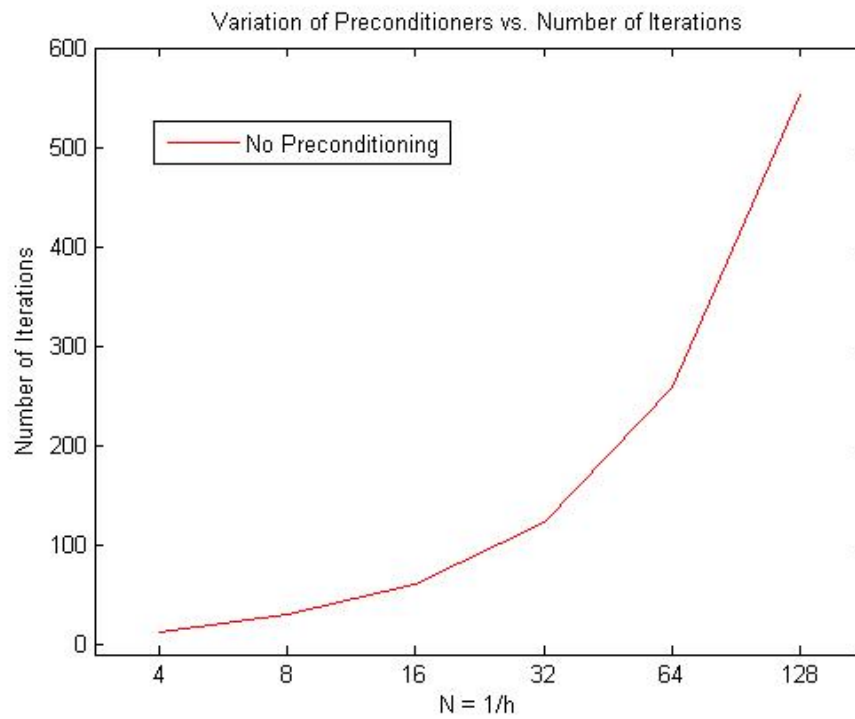 Variation of Preconditioners vs. Number of Iterations
600
500
400
300
200
100
0
Number of Iterations
No Preconditioning
4 8 16 32 64 128
N = 1/h